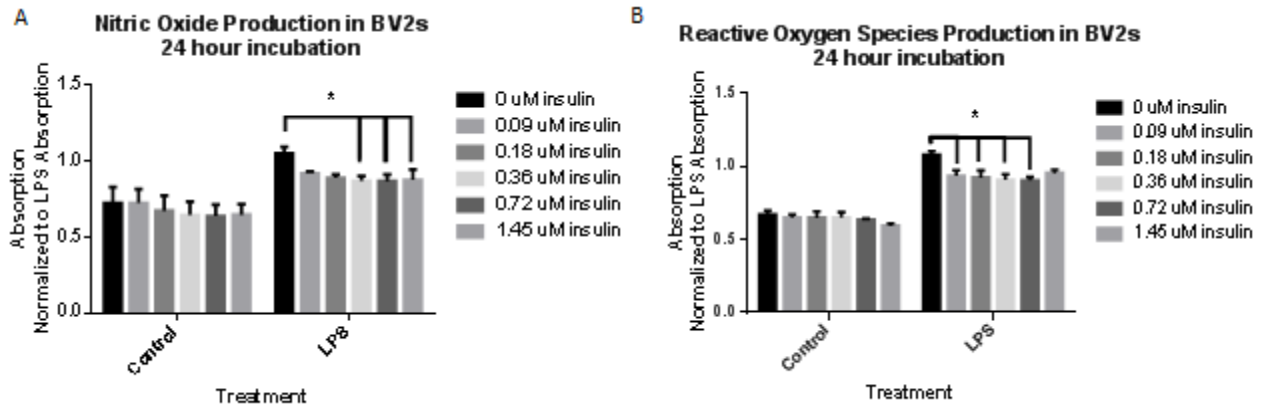 A
Nitric Oxide Production in BV2s
24 hour incubation
Absorption
Normalized to LPS Absorption
1.5
1.0
0.5
0.0
*
Control
LPS
Treatment
0 uM insulin
0.09 uM insulin
0.18 uM insulin
0.36 uM insulin
0.72 uM insulin
1.45 uM insulin
B
Reactive Oxygen Species Production in BV2s
24 hour incubation
Absorption
Normalized to LPS Absorption
1.5
1.0
0.5
0.0
*
Control
LPS
Treatment
0 uM insulin
0.09 uM insulin
0.18 uM insulin
0.36 uM insulin
0.72 uM insulin
1.45 uM insulin